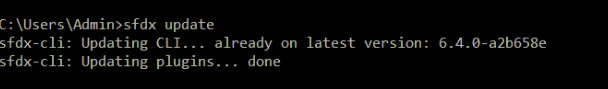 C:\Users\Admin>sfdx update
sfdx-cli: Updating CLI... already on latest version: 6.4.0-a2b658e
sfdx-cli: Updating plugins... done